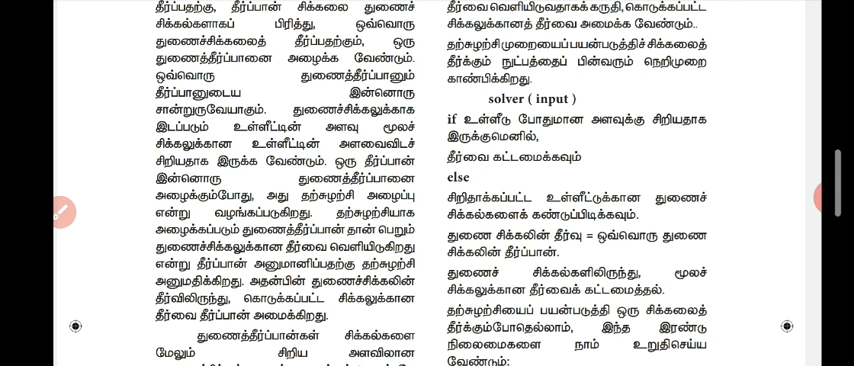 தீர்ப்பதற்கு, தீர்ப்பான் சிக்கலை துணைச்
சிக்கல்களாகப் பிரித்து, ஒவ்வொரு
துணைச்சிக்கலைத் தீர்ப்பதற்கும், ஒரு
துணைத்தீர்ப்பானை அழைக்க வேண்டும்.
ஒவ்வொரு துணைத்தீர்ப்பானும்
தீர்ப்பானுடைய இன்னொரு
சான்றுருவேயாகும். துணைச்சிக்கலுக்காக
இடப்படும் உள்ளீட்டின் அளவு மூலச்
சிக்கலுக்கான உள்ளீட்டின் அளவைவிடச்
சிறியதாக இருக்க வேண்டும். ஒரு தீர்ப்பான்
இன்னொரு துணைத்தீர்ப்பானை
அழைக்கும்போது, அது தற்சுழற்சி அழைப்பு
என்று வழங்கப்படுகிறது. தற்சுழற்சியாக
அழைக்கப்படும் துணைத்தீர்ப்பான் தான் பெறும்
துணைச்சிக்கலுக்கான தீர்வை வெளியிடுகிறது
என்று தீர்ப்பான் அனுமானிப்பதற்கு தற்சுழற்சி
அனுமதிக்கிறது. அதன்பின் துணைச்சிக்கலின்
தீர்விலிருந்து, கொடுக்கப்பட்ட சிக்கலுக்கான
தீர்வை தீர்ப்பான் அமைக்கிறது.
துணைத்தீர்ப்பான்கள் சிக்கல்களை
மேலும் சிறிய அளவிலான
தீர்வை வெளியிடுவதாகக் கருதி, கொடுக்கப்பட்ட
சிக்கலுக்கானத் தீர்வை அமைக்க வேண்டும்..
தற்சுழற்சி முறையைப் பயன்படுத்திச் சிக்கலைத்
தீர்க்கும் நுட்பத்தைப் பின்வரும் நெறிமுறை
காண்பிக்கிறது.
solver ( input )
if உள்ளீடு போதுமான அளவுக்கு சிறியதாக
இருக்குமெனில்,
தீர்வை கட்டமைக்கவும்
else
சிறிதாக்கப்பட்ட உள்ளீட்டுக்கான துணைச்
சிக்கல்களைக் கண்டுப்பிடிக்கவும்.
துணை சிக்கலின் தீர்வு = ஒவ்வொரு துணை
சிக்கலின் தீர்ப்பான்.
துணைச் சிக்கல்களிலிருந்து, மூலச்
சிக்கலுக்கான தீர்வைக் கட்டமைத்தல்.
தற்சுழற்சியைப் பயன்படுத்தி ஒரு சிக்கலைத்
தீர்க்கும்போதெல்லாம், இந்த இரண்டு
நிலைமைகளை நாம் உறுதிசெய்ய
வேண்டும்: